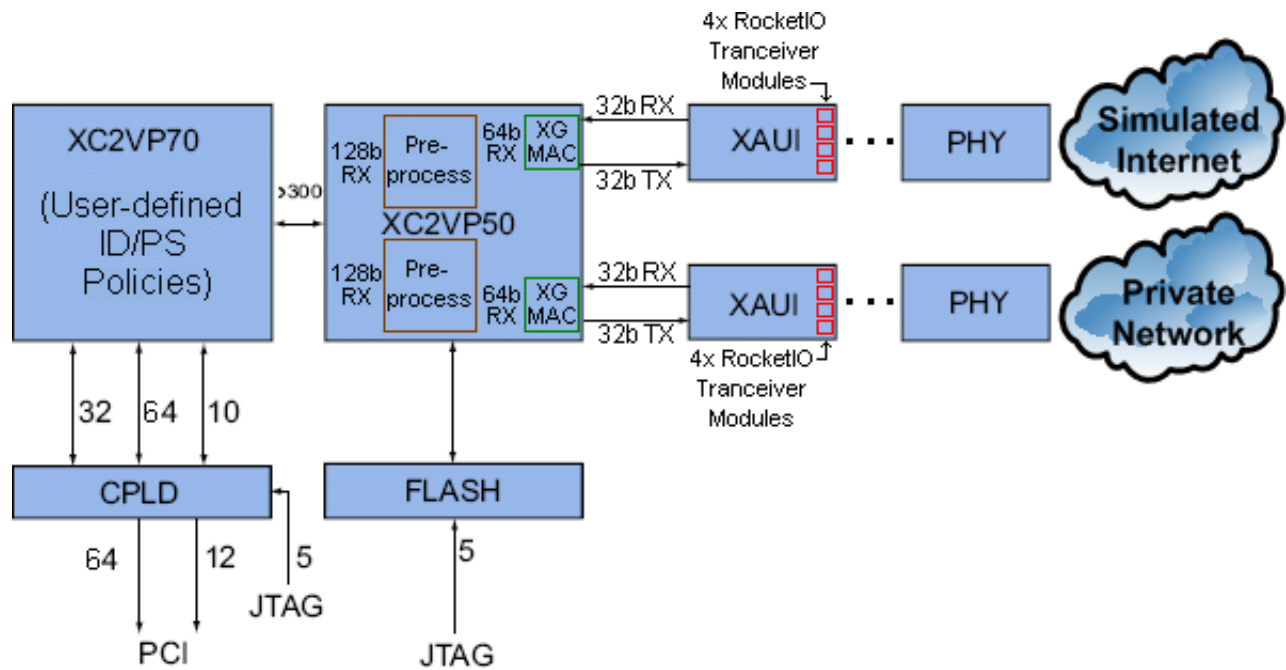 4x RocketIO
Tranceiver
Modules
XC2VP70
(User-defined
ID/PS
Policies)
>300
XC2VP50
128b
RX
Pre-
process
64b
RX
XG
MAC
32b RX
32b TX
XAUI
...
PHY
Simulated
Internet
128b
RX
Pre-
process
64b
RX
XG
MAC
32b RX
32b TX
XAUI
...
PHY
Private
Network
4x RocketIO
Tranceiver
Modules
32
64
10
CPLD
FLASH
64
12
5
JTAG
PCI
5
JTAG